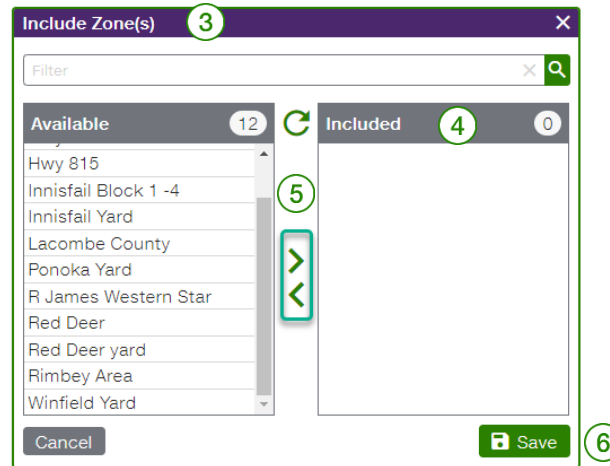 Include Zone(s) 3
Filter
Available 12
Included 4 0
Hwy 815
Innisfail Block 1 -4
Innisfail Yard
5
Lacombe County
Ponoka Yard
R James Western Star
Red Deer
Red Deer yard
Rimbey Area
Winfield Yard
Cancel
Save 6